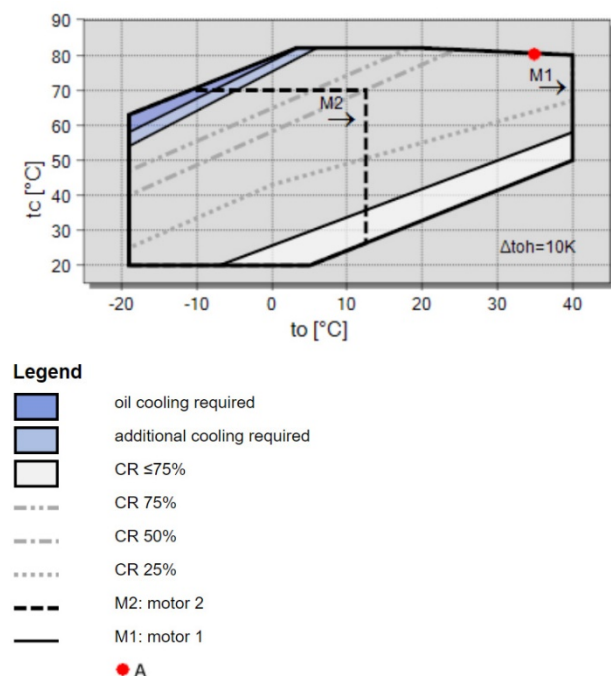 90
80
70
60
50
40
30
20
tc [°C]
M1
M2
Δtoh=10K
-20 -10 0 10 20 30 40
to [°C]
Legend
oil cooling required
additional cooling required
CR ≤75%
CR 75%
CR 50%
CR 25%
M2: motor 2
M1: motor 1
A